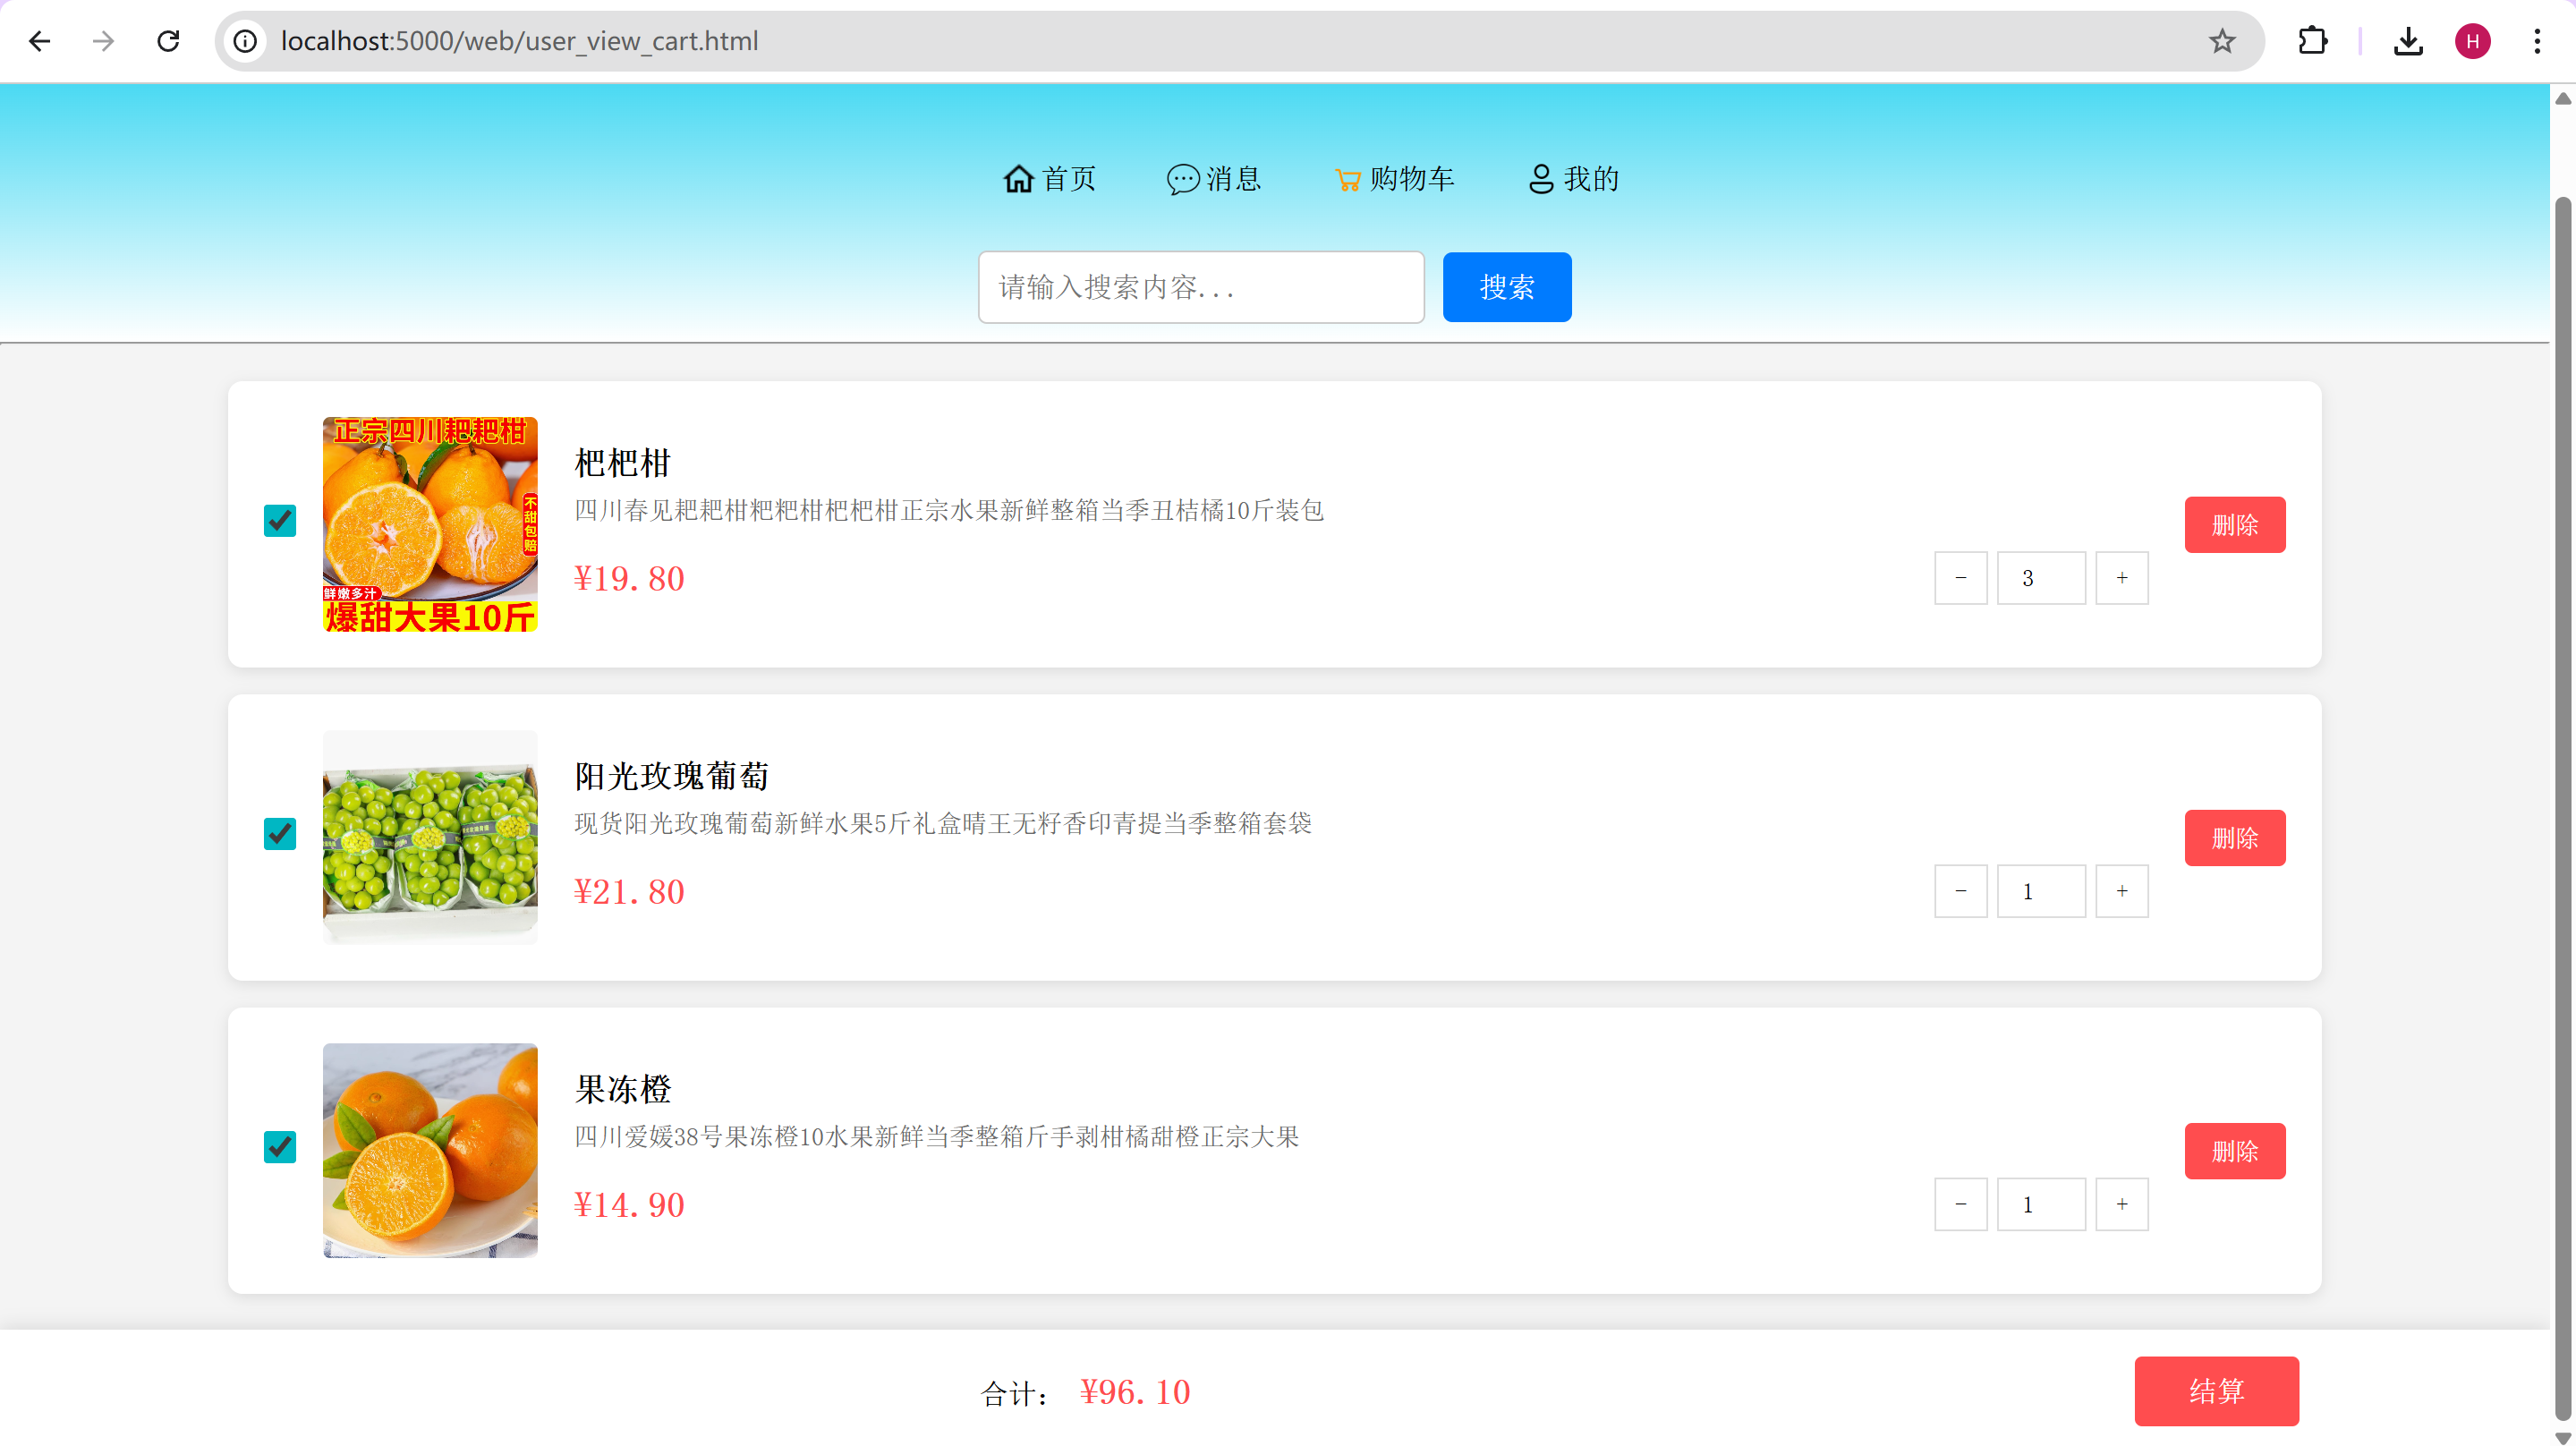 localhost:5000/web/user_view_cart.html
H
首页 消息 购物车 我的
请输入搜索内容...
搜索
正宗四川耙耙柑
不甜包赔
鲜嫩多汁
爆甜大果10斤
杷杷柑
四川春见耙耙柑粑粑柑杷杷柑正宗水果新鲜整箱当季丑桔橘10斤装包
¥19.80
- 3 +
删除
阳光玫瑰葡萄
现货阳光玫瑰葡萄新鲜水果5斤礼盒晴王无籽香印青提当季整箱套袋
¥21.80
- 1 +
删除
果冻橙
四川爱媛38号果冻橙10水果新鲜当季整箱斤手剥柑橘甜橙正宗大果
¥14.90
- 1 +
删除
合计： ¥96.10
结算